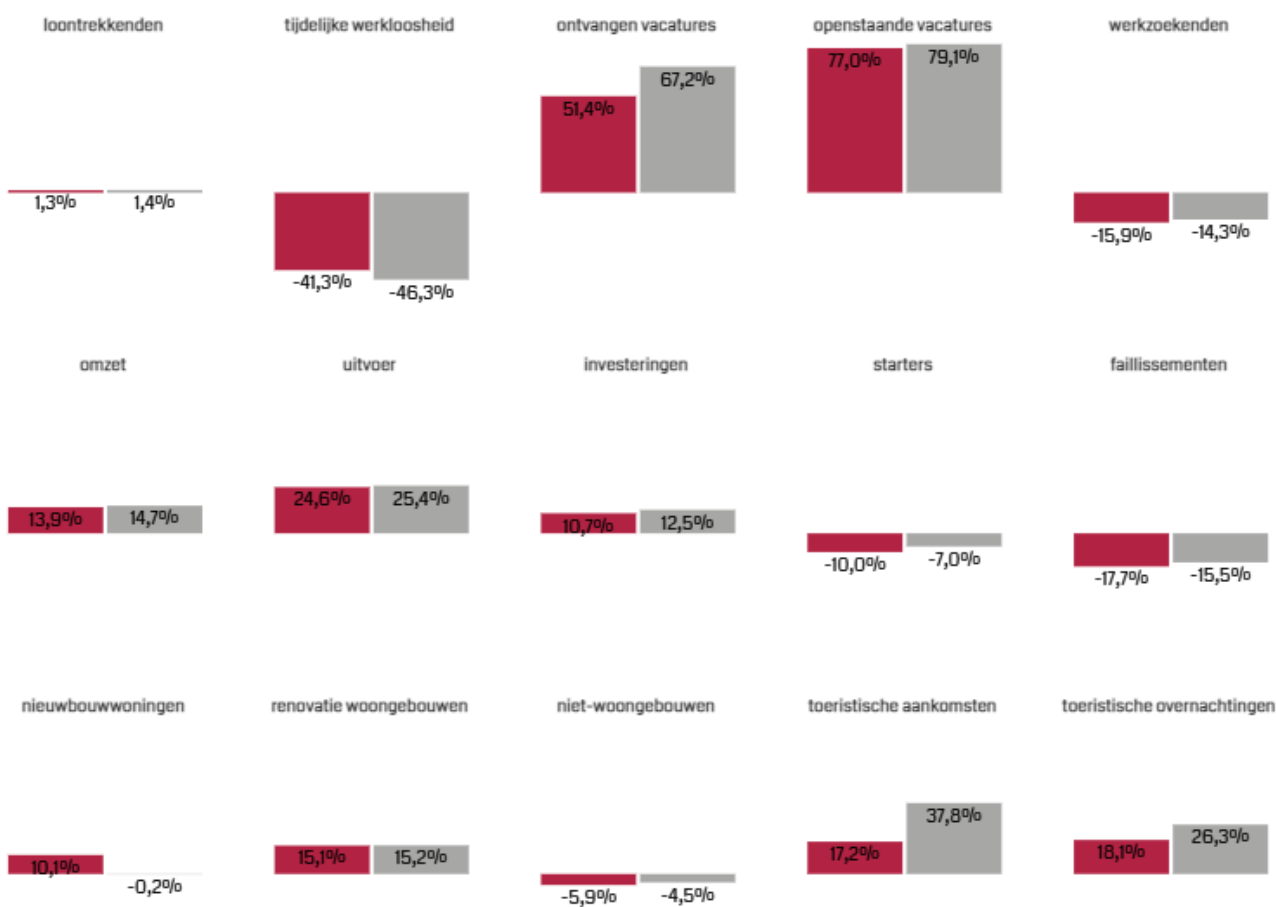 loontrekkenden tijdelijke werkloosheid ontvangen vacatures openstaande vacatures werkzoekenden
77,0% 79,1%
67,2%
51,4%
1,3% 1,4%
-15,9% -14,3%
-41,3% -46,3%
omzet uitvoer investeringen starters faillissementen
24,6% 25,4%
13,9% 14,7% 10,7% 12,5%
-10,0% -7,0%
-17,7% -15,5%
nieuwbouwwoningen renovatie woongebouwen niet-woongebouwen toeristische aankomsten toeristische overnachtingen
37,8%
26,3%
10,1% 15,1% 15,2% 17,2% 18,1%
-0,2% -5,9% -4,5%